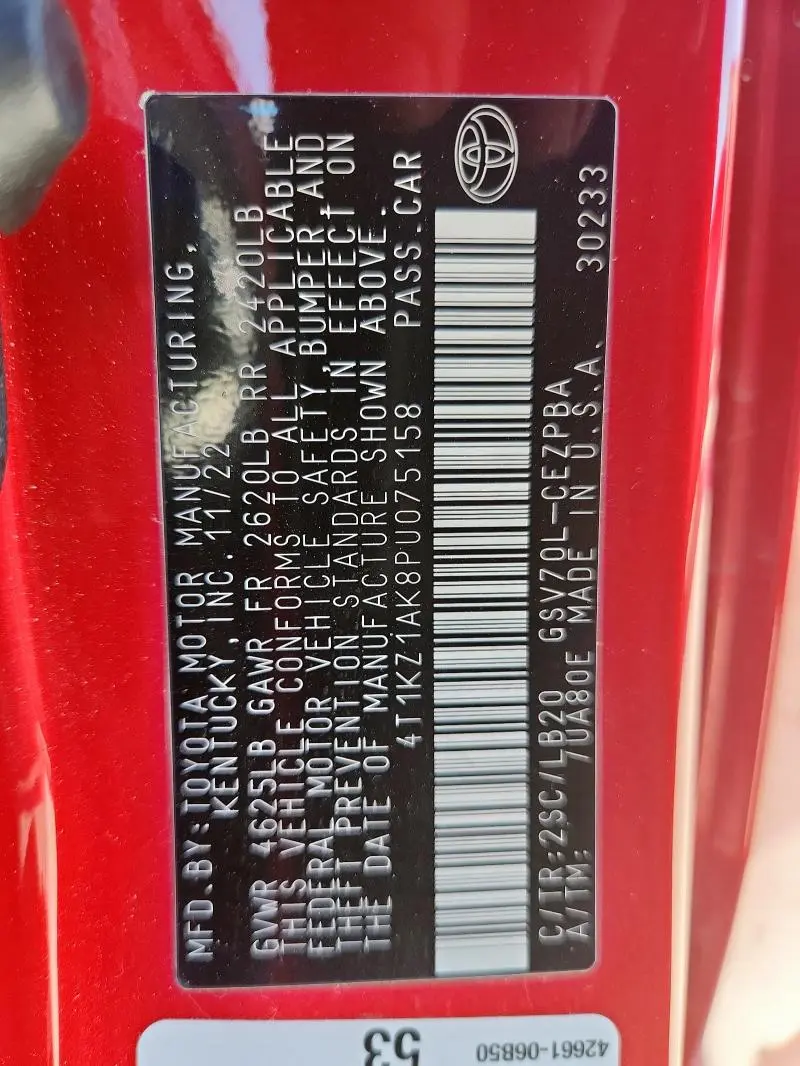 MFD.BY:TOYOTA MOTOR MANUFACTURING,
KENTUCKY,INC.11/22
GVWR 4625LB GAWR FR 2620LB RR 2420LB
THIS VEHICLE CONFORMS TO ALL APPLICABLE
FEDERAL MOTOR VEHICLE SAFETY,BUMPER AND
THEFT PREVENTION STANDARDS IN EFFECT ON
THE DATE OF MANUFACTURE SHOWN ABOVE.
4T1KZ1AK8PU075158 PASS.CAR
C/TR:2SC/LB20 GSV70L-CEZPBA
A/TM: 7UA80E MADE IN U.S.A. 30233
53
42661-06B50